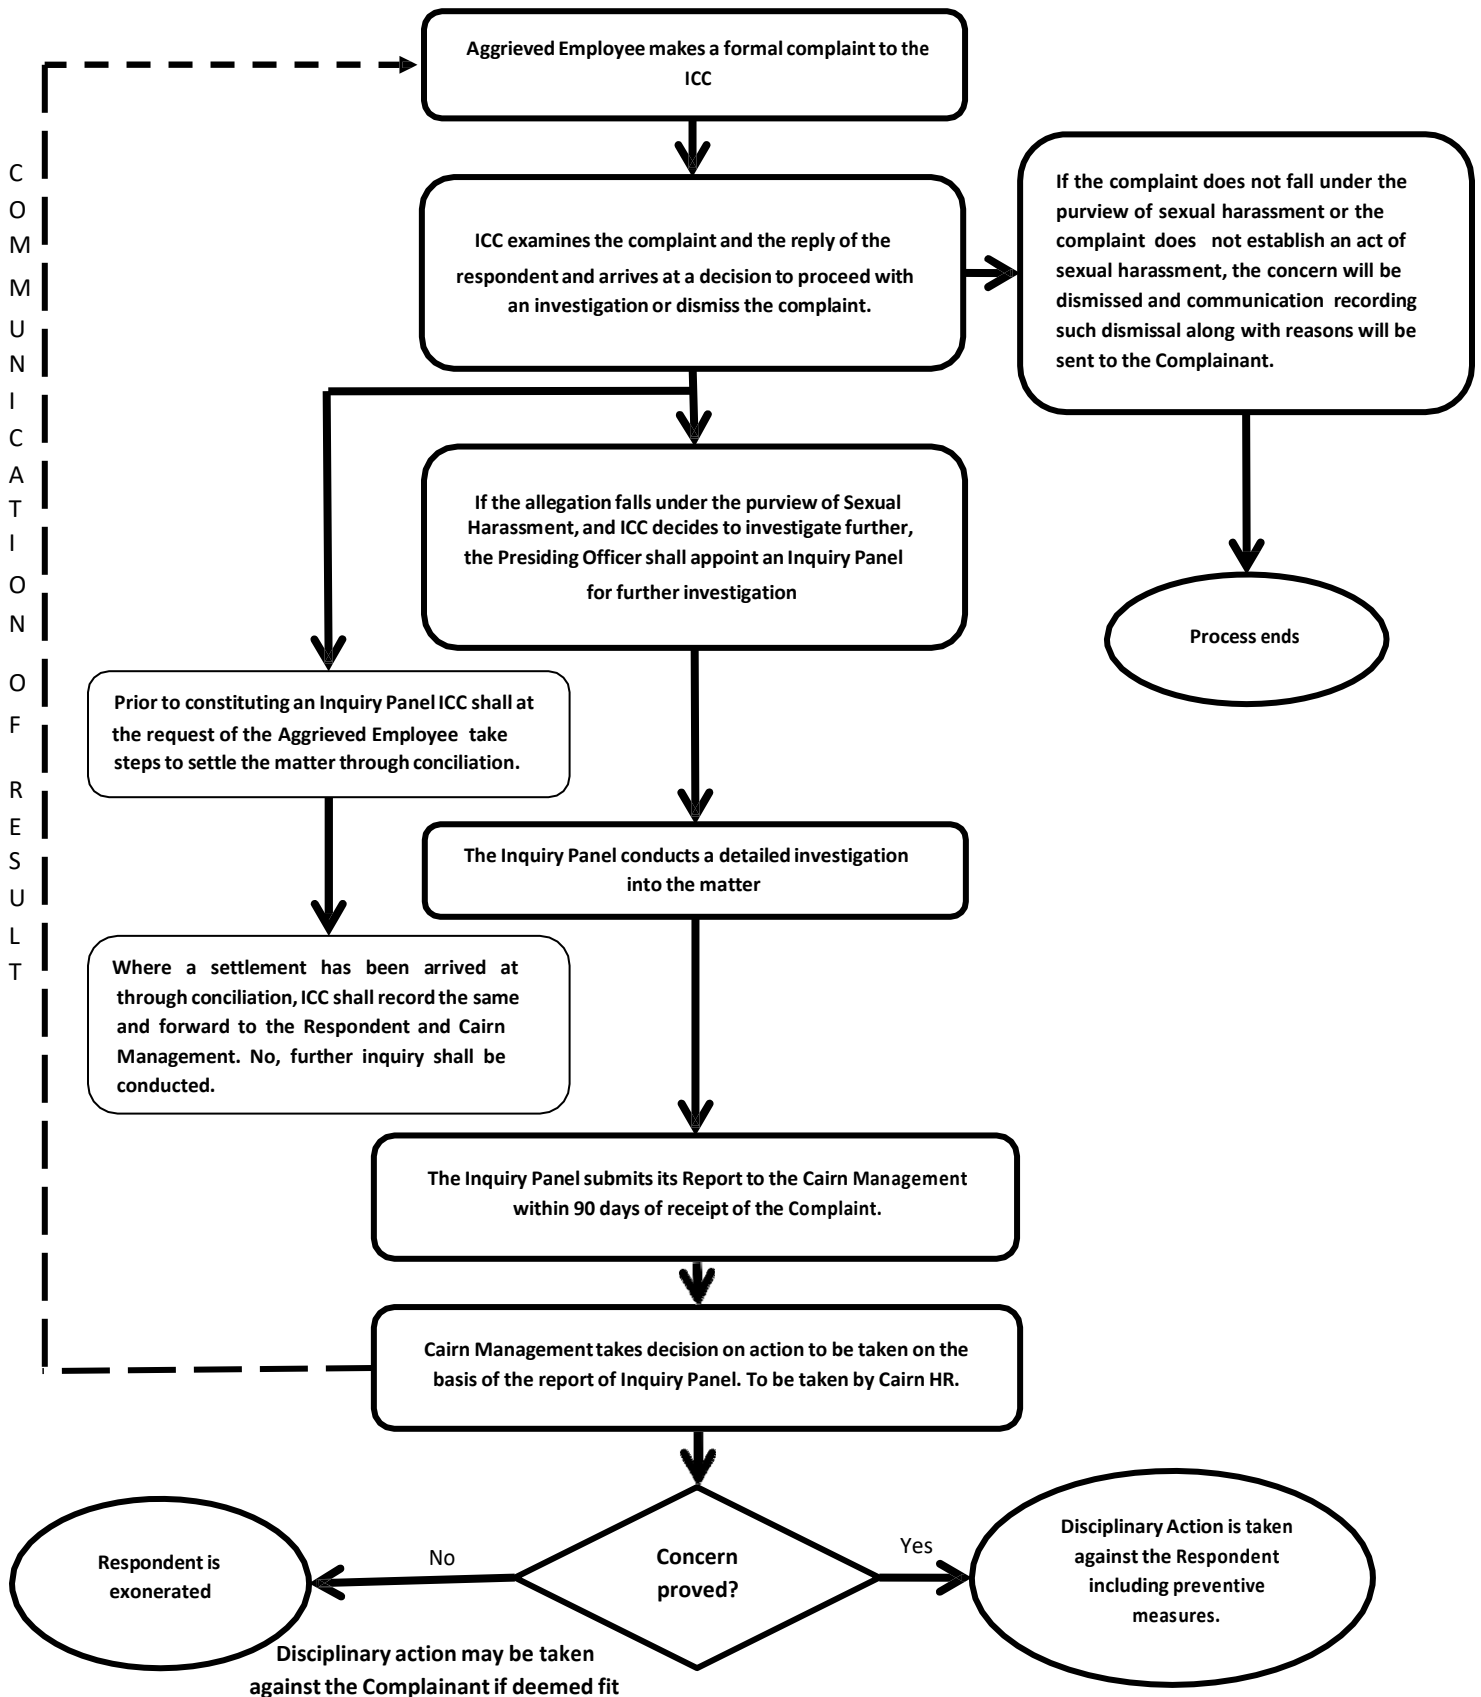 Aggrieved Employee makes a formal complaint to the
ICC
COMMUNICATION OF RESULT
ICC examines the complaint and the reply of the
respondent and arrives at a decision to proceed with
an investigation or dismiss the complaint.
If the complaint does not fall under the
purview of sexual harassment or the
complaint does not establish an act of
sexual harassment, the concern will be
dismissed and communication recording
such dismissal along with reasons will be
sent to the Complainant.
If the allegation falls under the purview of Sexual
Harassment, and ICC decides to investigate further,
the Presiding Officer shall appoint an Inquiry Panel
for further investigation
Process ends
Prior to constituting an Inquiry Panel ICC shall at
the request of the Aggrieved Employee take
steps to settle the matter through conciliation.
The Inquiry Panel conducts a detailed investigation
into the matter
Where a settlement has been arrived at
through conciliation, ICC shall record the same
and forward to the Respondent and Cairn
Management. No, further inquiry shall be
conducted.
The Inquiry Panel submits its Report to the Cairn Management
within 90 days of receipt of the Complaint.
Cairn Management takes decision on action to be taken on the
basis of the report of Inquiry Panel. To be taken by Cairn HR.
Concern
proved?
No
Yes
Respondent is
exonerated
Disciplinary Action is taken
against the Respondent
including preventive
measures.
Disciplinary action may be taken
against the Complainant if deemed fit